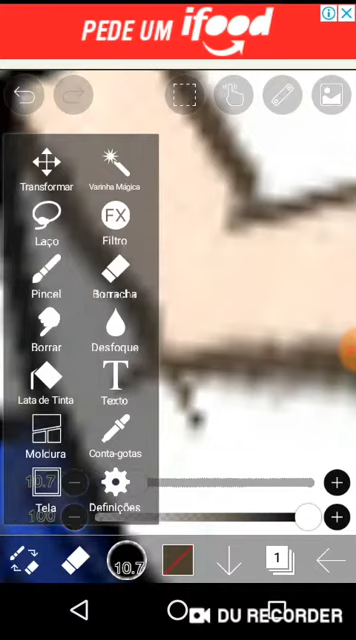 PEDE UM ifood
Transformar
Varinha Mágica
FX
Laço
Filtro
Pincel
Borracha
Borrar
Desfoque
Lata de Tinta
T
Texto
Moldura
Conta-gotas
10.7
Tela
Definições
100
10.7
1
DU RECORDER